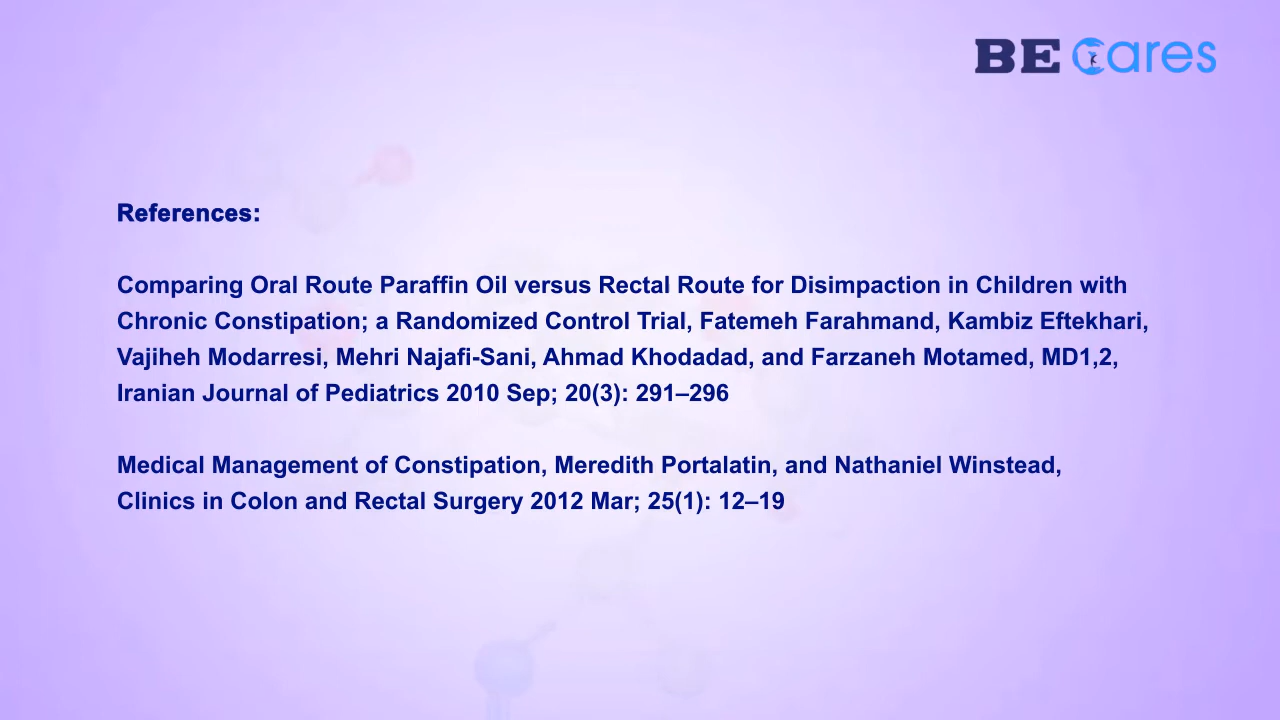 BE Cares
References:
Comparing Oral Route Paraffin Oil versus Rectal Route for Disimpaction in Children with
Chronic Constipation; a Randomized Control Trial, Fatemeh Farahmand, Kambiz Eftekhari,
Vajiheh Modarresi, Mehri Najafi-Sani, Ahmad Khodadad, and Farzaneh Motamed, MD1,2,
Iranian Journal of Pediatrics 2010 Sep; 20(3): 291–296
Medical Management of Constipation, Meredith Portalatin, and Nathaniel Winstead,
Clinics in Colon and Rectal Surgery 2012 Mar; 25(1): 12–19